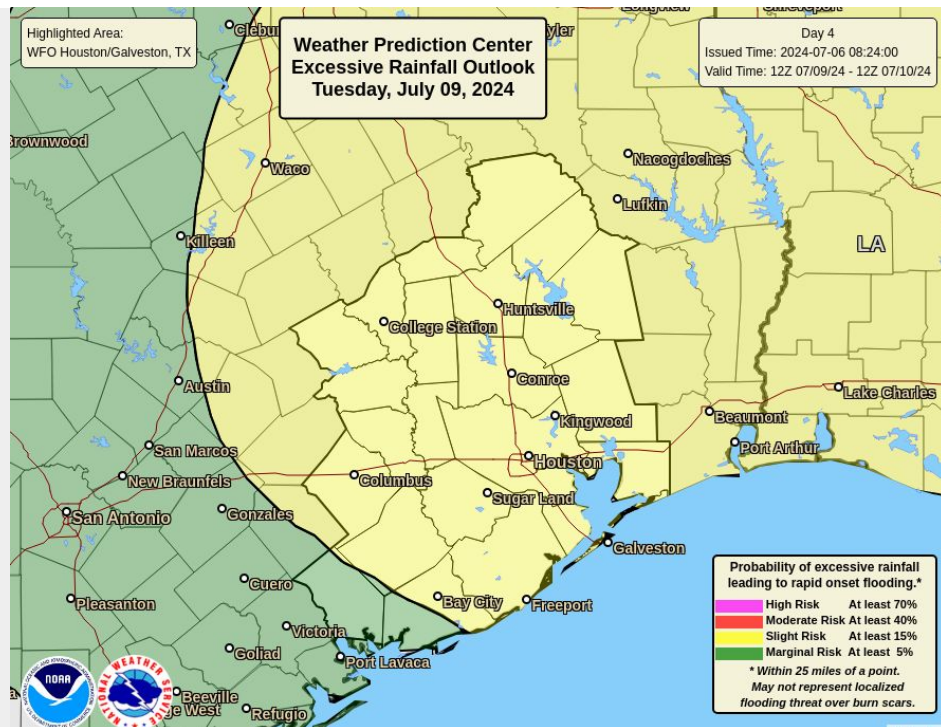 Highlighted Area:
WFO Houston/Galveston, TX
Weather Prediction Center
Excessive Rainfall Outlook
Tuesday, July 09, 2024
Day 4
Issued Time: 2024-07-06 08:24:00
Valid Time: 12Z 07/09/24 - 12Z 07/10/24
Waco
Nacogdoches
Lufkin
Killeen
LA
Huntsville
College Station
Austin
Conroe
Lake Charles
Kingwood
Beaumont
San Marcos
Port Arthur
Houston
New Braunfels
Columbus
Sugar Land
San Antonio
Gonzales
Galveston
Cuero
Pleasanton
Bay City
Freeport
Victoria
Goliad
Port Lavaca
Beeville
Refugio
Probability of excessive rainfall
leading to rapid onset flooding.*
High Risk At least 70%
Moderate Risk At least 40%
Slight Risk At least 15%
Marginal Risk At least 5%
* Within 25 miles of a point.
May not represent localized
flooding threat over burn scars.
NOAA
NATIONAL WEATHER SERVICE